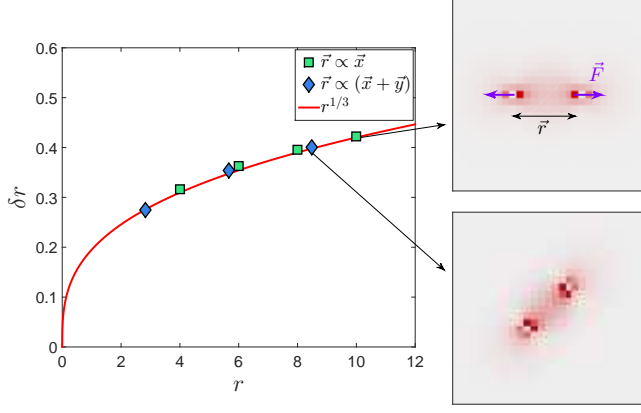 0.6
0.5
0.4
0.3
0.2
0.1
0
δr
0 2 4 6 8 10 12
r
r⃗ ∝ x⃗
r⃗ ∝ (x⃗ + y⃗)
r^{1/3}
F⃗
r⃗